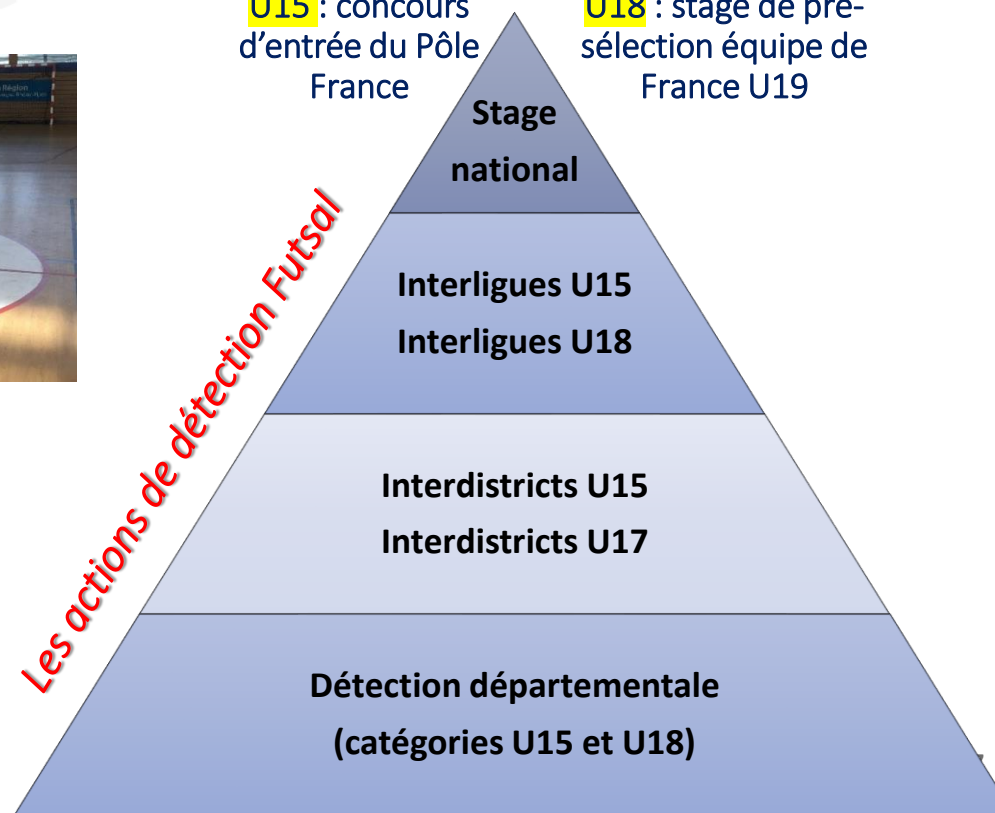 U15 : concours
d’entrée du Pôle
France
U18 : stage de pré-
sélection équipe de
France U19
Stage
national
Les actions de détection Futsal
Interligues U15
Interligues U18
Interdistricts U15
Interdistricts U17
Détection départementale
(catégories U15 et U18)